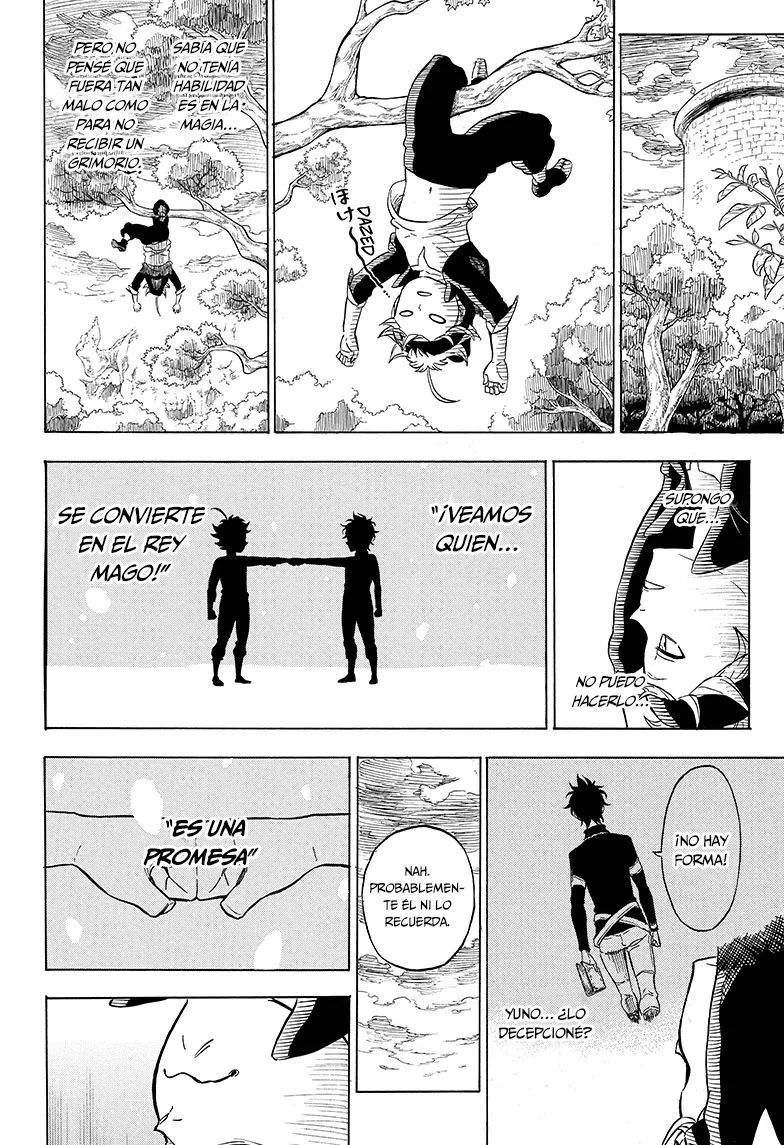 DAZED
SABÍA QUE
NO TENÍA
HABILIDAD
ES EN LA
MAGIA...
PERO NO
PENSÉ QUE
FUERA TAN
MALO COMO
PARA NO
RECIBIR UN
GRIMORIO.
SUPONGO
QUE...
NO PUEDO
HACERLO...
"¡VEAMOS
QUIEN...
SE CONVIERTE
EN EL REY
MAGO!"
¡NO HAY
FORMA!
YUNO... ¿LO
DECEPCIONÉ?
NAH.
PROBABLEMEN-
TE ÉL NI LO
RECUERDA.
"ES UNA
PROMESA"